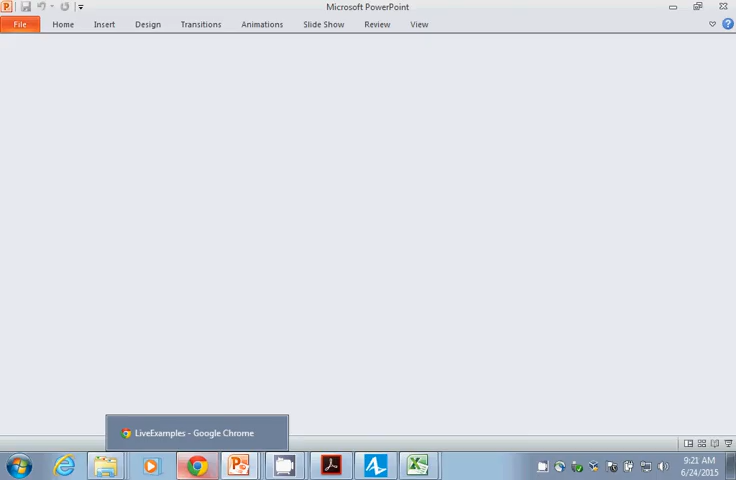 Microsoft PowerPoint
File Home Insert Design Transitions Animations Slide Show Review View
LiveExamples - Google Chrome
9:21 AM
6/24/2015